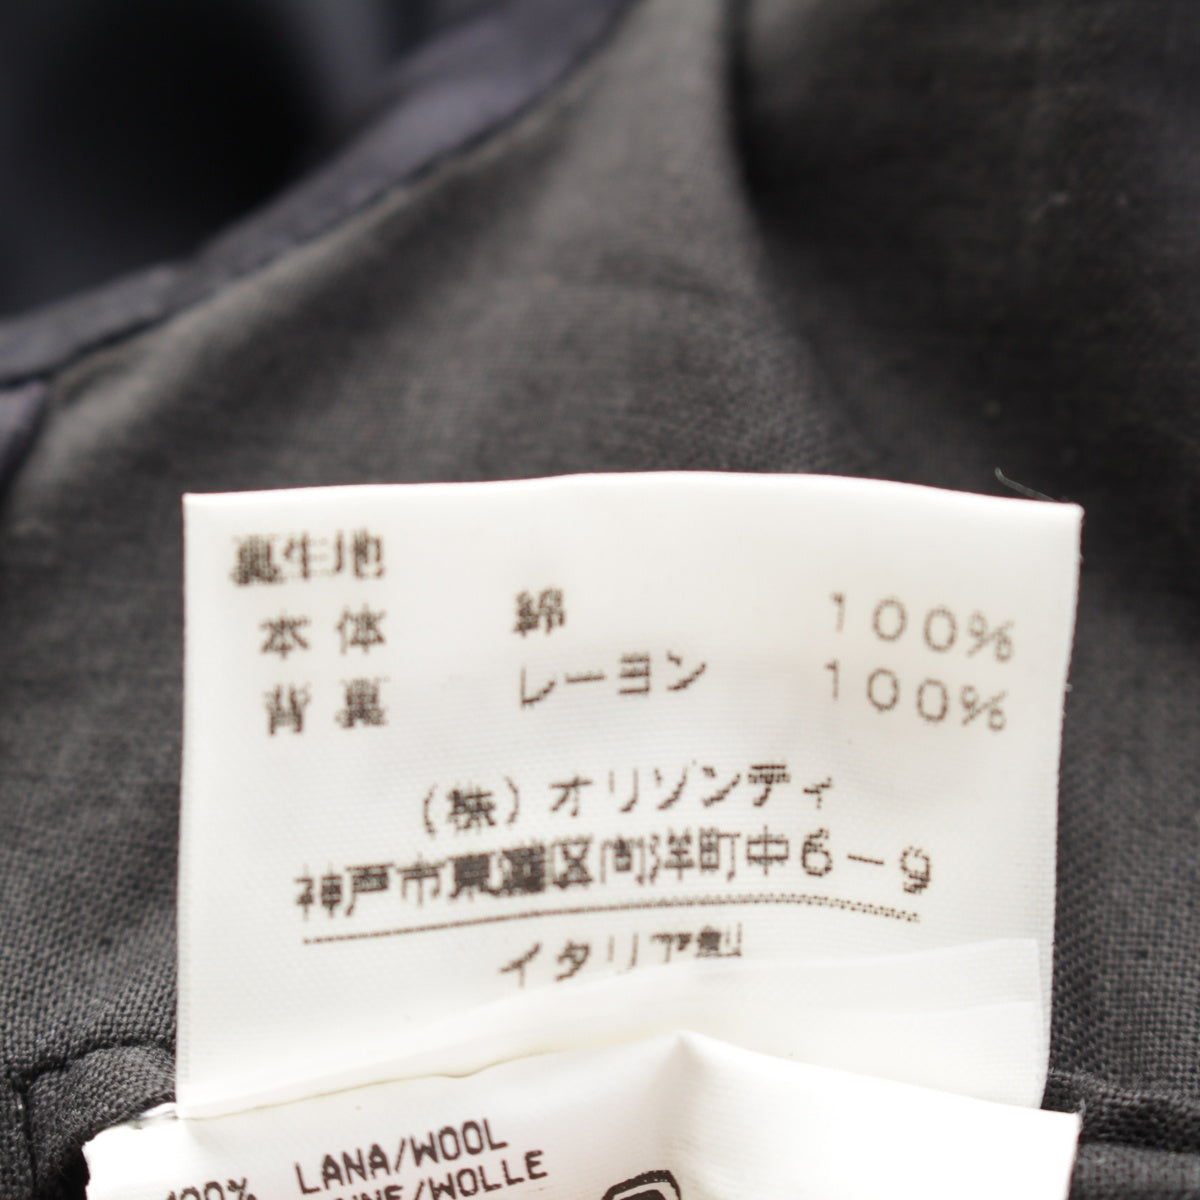 裏生地
本体 綿 100%
背裏 レーヨン 100%
(株)オリゾンティ
神戸市東灘区向洋町中6-9
イタリア製
100% LANA/WOOL
/WOLLE